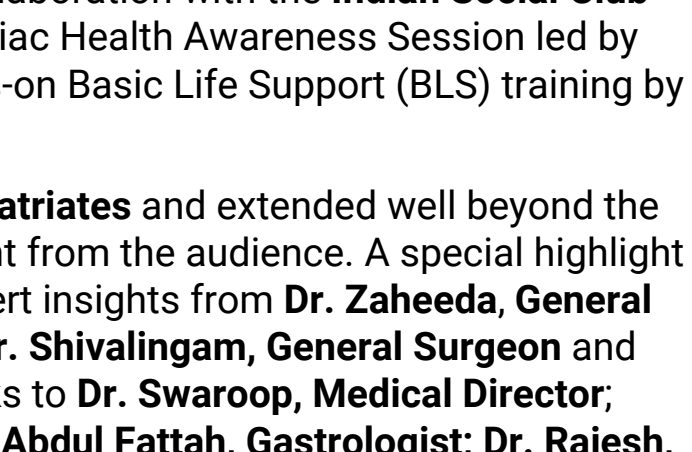 llaboration with the Indian Social Club
iac Health Awareness Session led by
-on Basic Life Support (BLS) training by
atriates and extended well beyond the
t from the audience. A special highlight
ert insights from Dr. Zaheeda, General
r. Shivalingam, General Surgeon and
s to Dr. Swaroop, Medical Director;
Abdul Fattah, Gastrologist; Dr. Rajesh,